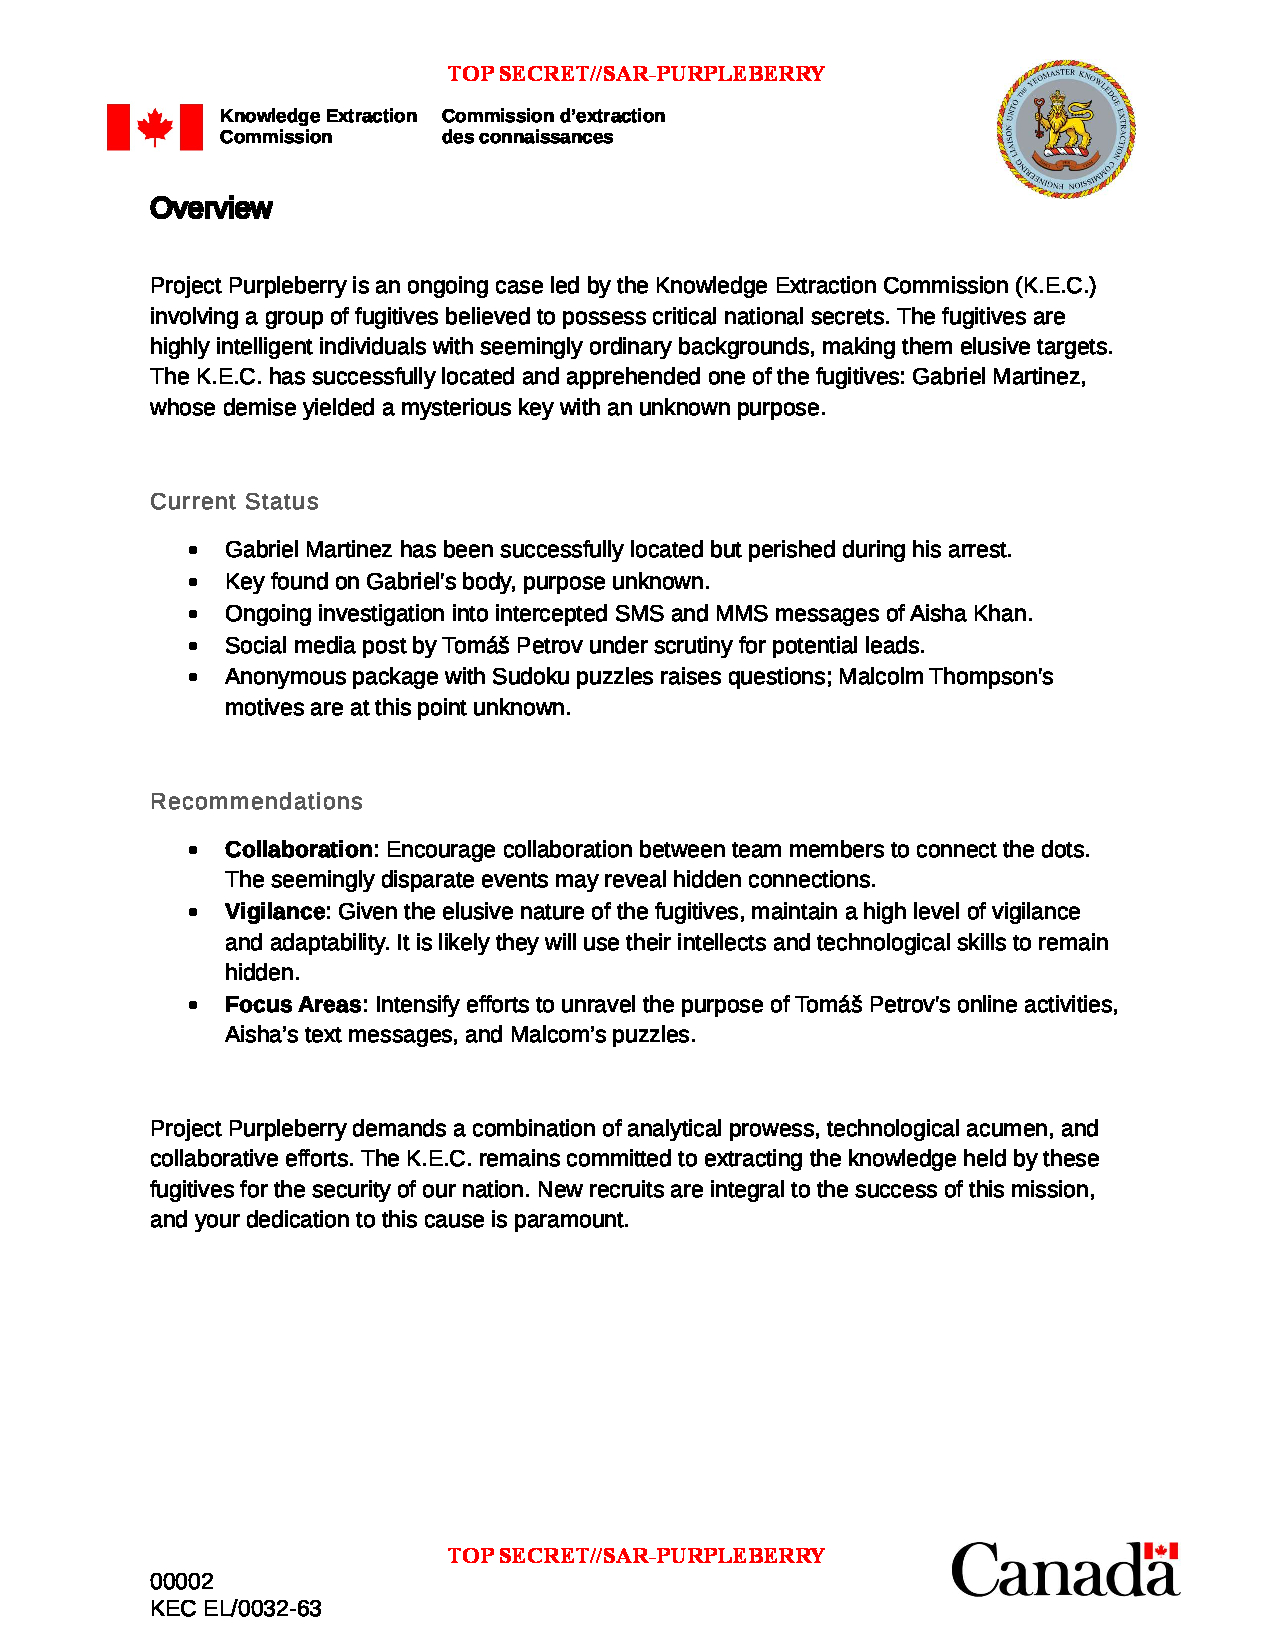 TOP SECRET//SAR-PURPLEBERRY
Knowledge Extraction Commission d’extraction
Commission des connaissances
ENGINEERING LIAISON UNTO THE YEOMASTER KNOWLEDGE EXTRACTION COMMISSION
Overview
Project Purpleberry is an ongoing case led by the Knowledge Extraction Commission (K.E.C.)
involving a group of fugitives believed to possess critical national secrets. The fugitives are
highly intelligent individuals with seemingly ordinary backgrounds, making them elusive targets.
The K.E.C. has successfully located and apprehended one of the fugitives: Gabriel Martinez,
whose demise yielded a mysterious key with an unknown purpose.
Current Status
• Gabriel Martinez has been successfully located but perished during his arrest.
• Key found on Gabriel's body, purpose unknown.
• Ongoing investigation into intercepted SMS and MMS messages of Aisha Khan.
• Social media post by Tomáš Petrov under scrutiny for potential leads.
• Anonymous package with Sudoku puzzles raises questions; Malcolm Thompson's
motives are at this point unknown.
Recommendations
• Collaboration: Encourage collaboration between team members to connect the dots.
The seemingly disparate events may reveal hidden connections.
• Vigilance: Given the elusive nature of the fugitives, maintain a high level of vigilance
and adaptability. It is likely they will use their intellects and technological skills to remain
hidden.
• Focus Areas: Intensify efforts to unravel the purpose of Tomáš Petrov's online activities,
Aisha’s text messages, and Malcom’s puzzles.
Project Purpleberry demands a combination of analytical prowess, technological acumen, and
collaborative efforts. The K.E.C. remains committed to extracting the knowledge held by these
fugitives for the security of our nation. New recruits are integral to the success of this mission,
and your dedication to this cause is paramount.
TOP SECRET//SAR-PURPLEBERRY
Canada
00002
KEC EL/0032-63